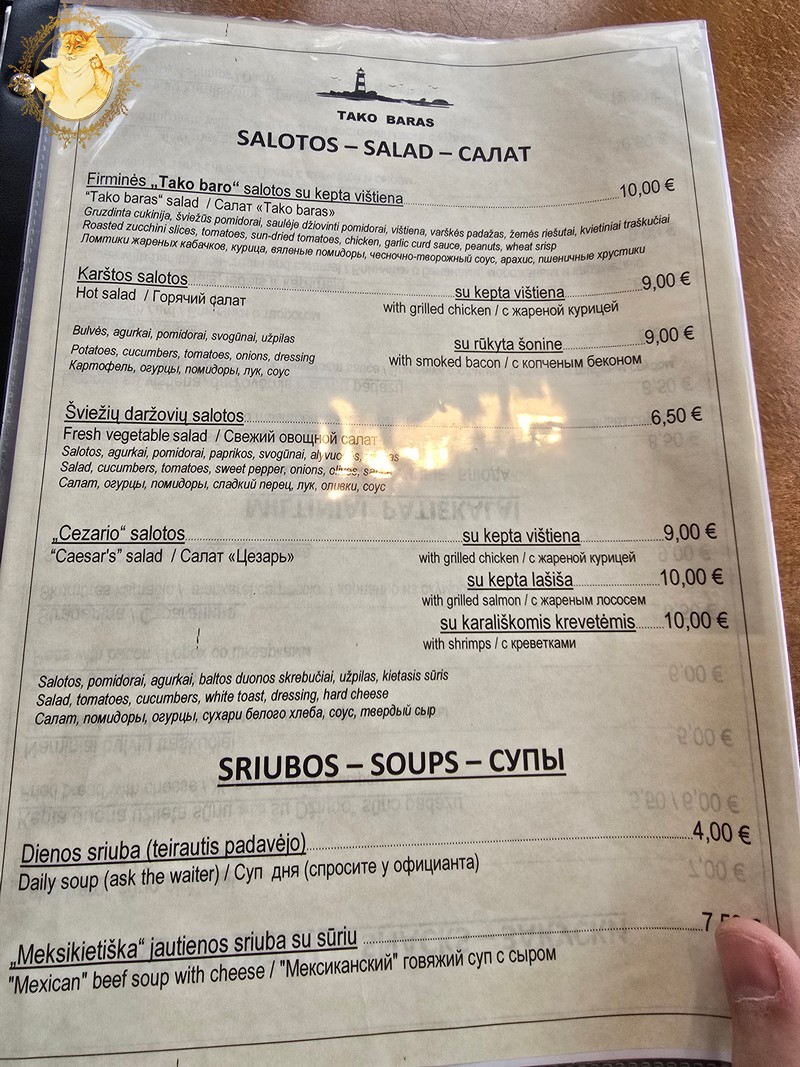 TAKO BARAS
SALOTOS – SALAD – САЛАТ
Firminės „Tako baro“ salotos su kepta vištiena 10,00 €
“Tako baras“ salad / Салат «Tako baras»
Gruzdinta cukinija, šviežūs pomidorai, saulėje džiovinti pomidorai, vištiena, varškės padažas, žemės riešutai, kvietiniai traškučiai
Roasted zucchini slices, tomatoes, sun-dried tomatoes, chicken, garlic curd sauce, peanuts, wheat srisp
Ломтики жареных кабачков, курица, вяленые помидоры, чесночно-творожный соус, арахис, пшеничные хрустики
Karštos salotos su kepta vištiena 9,00 €
Hot salad / Горячий салат with grilled chicken / с жареной курицей
Bulvės, agurkai, pomidorai, svogūnai, užpilas su rūkyta šonine 9,00 €
Potatoes, cucumbers, tomatoes, onions, dressing with smoked bacon / с копченым беконом
Картофель, огурцы, помидоры, лук, соус
Šviežių daržovių salotos 6,50 €
Fresh vegetable salad / Свежий овощной салат
Salotos, agurkai, pomidorai, paprikos, svogūnai,
Salad, cucumbers, tomatoes, sweet pepper, onions,
Салат, огурцы, помидоры, сладкий перец, лук, оливки, соус
„Cezario“ salotos su kepta vištiena 9,00 €
“Caesar's” salad / Салат «Цезарь» with grilled chicken / с жареной курицей
su kepta lašiša 10,00 €
with grilled salmon / с жареным лососем
su karališkomis krevetėmis 10,00 €
with shrimps / с креветками
Salotos, pomidorai, agurkai, baltos duonos skrebučiai, užpilas, kietasis sūris
Salad, tomatoes, cucumbers, white toast, dressing, hard cheese
Салат, помидоры, огурцы, сухари белого хлеба, соус, твердый сыр
SRIUBOS – SOUPS – СУПЫ
Dienos sriuba (teirautis padavėjo) 4,00 €
Daily soup (ask the waiter) / Суп дня (спросите у официанта)
„Meksikietiška“ jautienos sriuba su sūriu
"Mexican" beef soup with cheese / "Мексиканский" говяжий суп с сыром